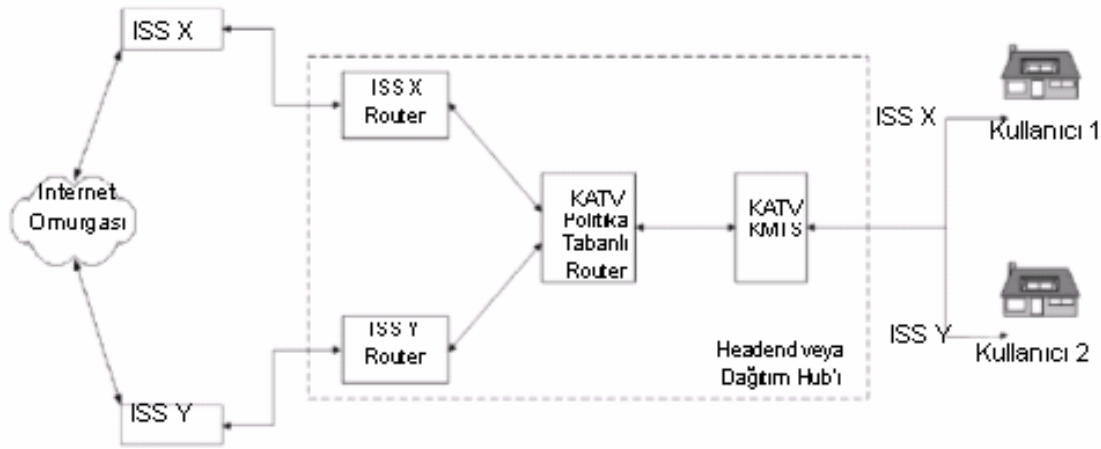 ISS X
ISS X
Router
ISS X
Kullanıcı 1
Internet
Omurgası
KATV
Politika
Tabanlı
Router
KATV
KMTS
ISS Y
Router
ISS Y
Kullanıcı 2
Headend veya
Dağıtım Hub'ı
ISS Y